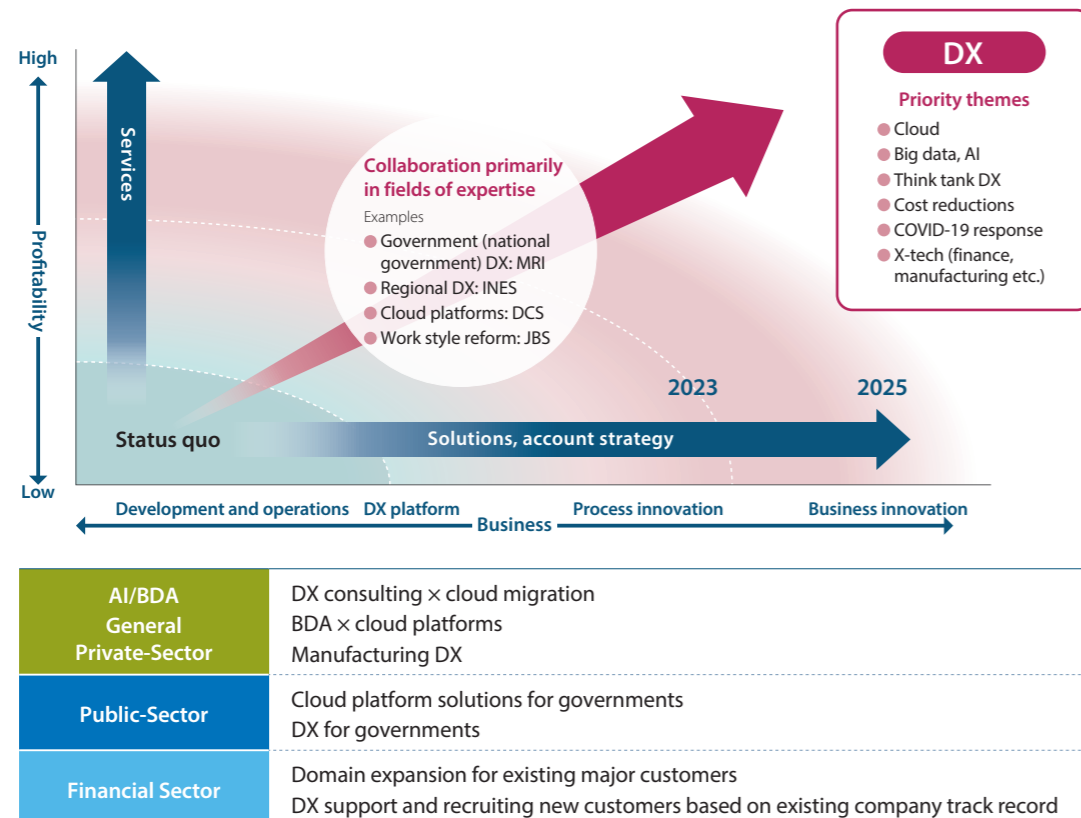 High
Services
Profitability
Low
Collaboration primarily
in fields of expertise
Examples
Government (national
government) DX: MRI
Regional DX: INES
Cloud platforms: DCS
Work style reform: JBS
DX
Priority themes
Cloud
Big data, AI
Think tank DX
Cost reductions
COVID-19 response
X-tech (finance,
manufacturing etc.)
2023
2025
Status quo
Solutions, account strategy
Development and operations
DX platform
Process innovation
Business innovation
Business
AI/BDA
General
Private-Sector
DX consulting × cloud migration
BDA × cloud platforms
Manufacturing DX
Public-Sector
Cloud platform solutions for governments
DX for governments
Financial Sector
Domain expansion for existing major customers
DX support and recruiting new customers based on existing company track record